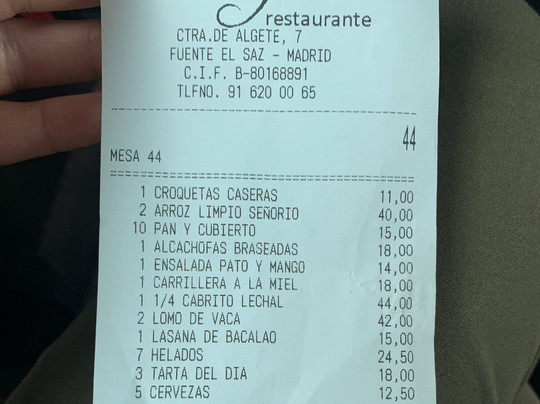 restaurante
CTRA.DE ALGETE, 7
FUENTE EL SAZ - MADRID
C.I.F. B-80168891
TLFNO. 91 620 00 65
44
MESA 44
1 CROQUETAS CASERAS 11,00
2 ARROZ LIMPIO SEÑORIO 40,00
10 PAN Y CUBIERTO 15,00
1 ALCACHOFAS BRASEADAS 18,00
1 ENSALADA PATO Y MANGO 14,00
1 CARRILLERA A LA MIEL 18,00
1 1/4 CABRITO LECHAL 44,00
2 LOMO DE VACA 42,00
1 LASANA DE BACALAO 15,00
7 HELADOS 24,50
3 TARTA DEL DIA 18,00
5 CERVEZAS 12,50